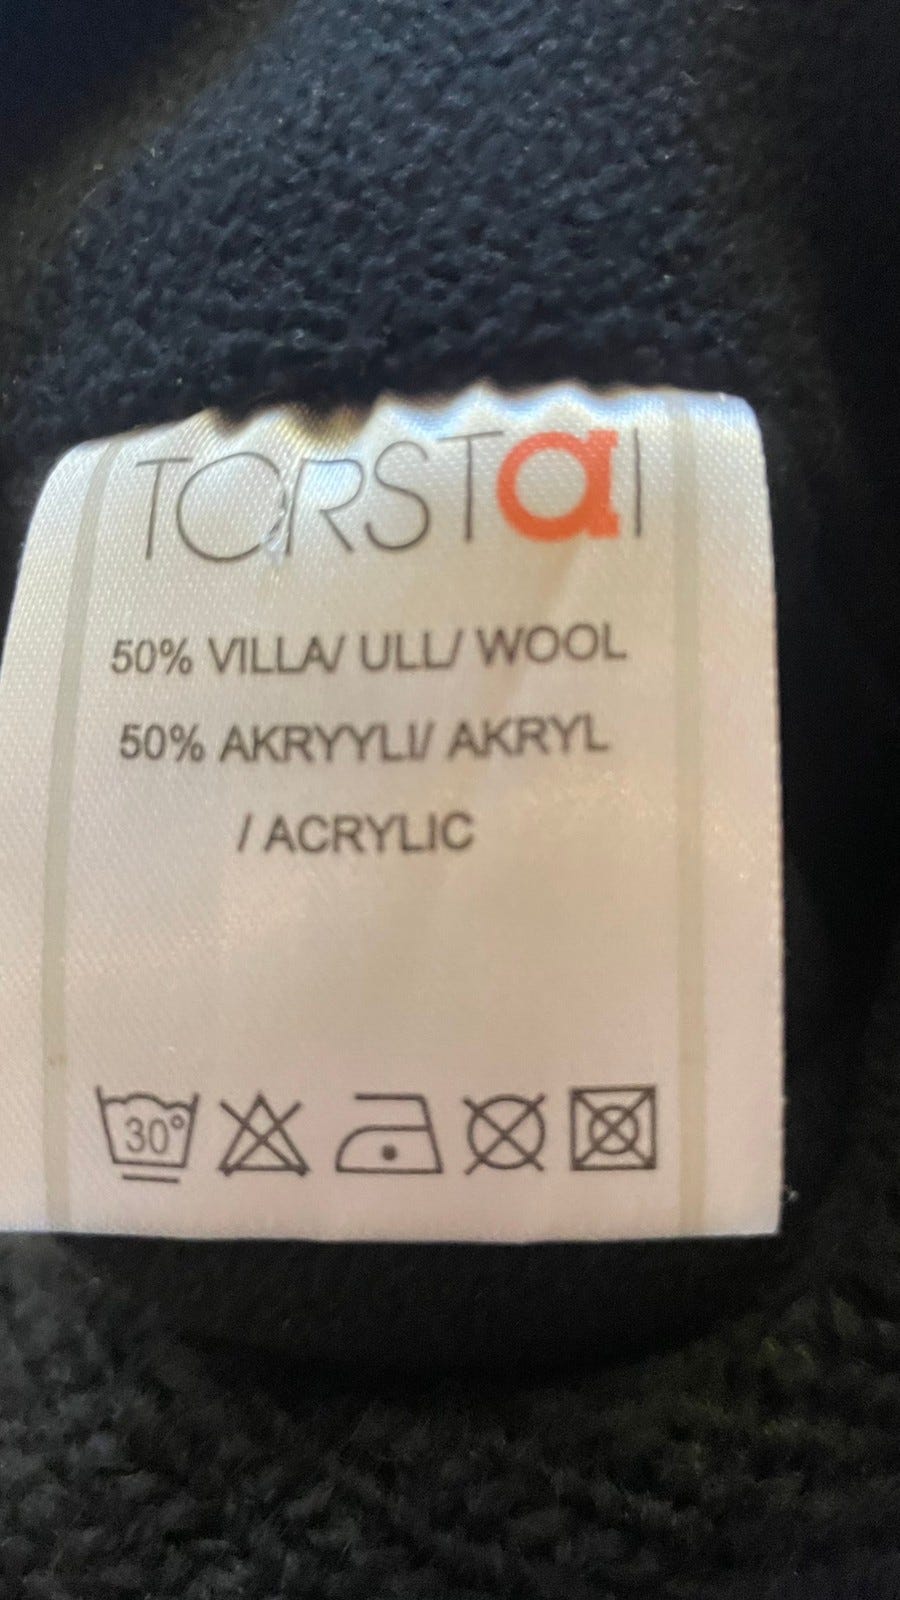 TORSTaI
50% VILLA/ ULL/ WOOL
50% AKRYYLI/ AKRYL
/ ACRYLIC
30°